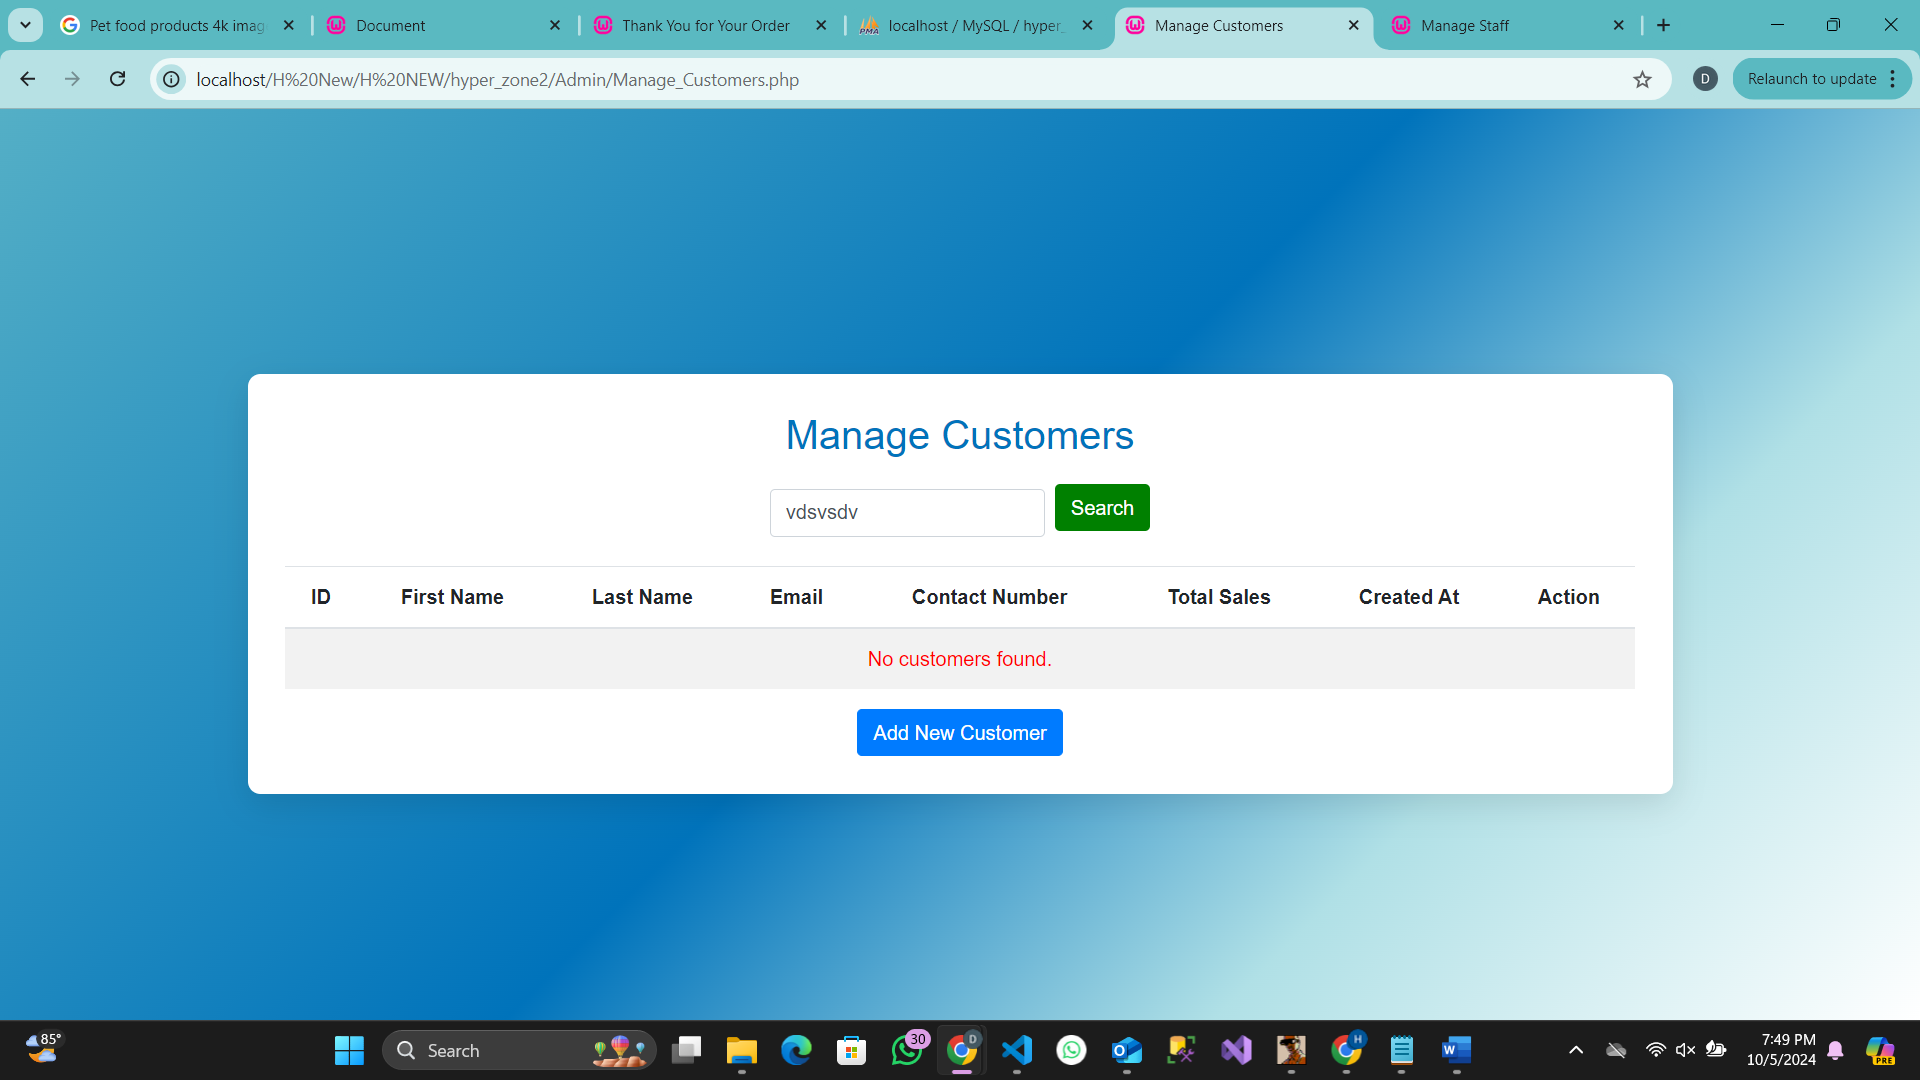 Pet food products 4k imag
Document
Thank You for Your Order
PMA
localhost / MySQL / hyper_
Manage Customers
Manage Staff
localhost/H%20New/H%20NEW/hyper_zone2/Admin/Manage_Customers.php
D
Relaunch to update
Manage Customers
vdsvsdv
Search
ID First Name Last Name Email Contact Number Total Sales Created At Action
No customers found.
Add New Customer
85°
Search
30
D
H
7:49 PM
10/5/2024
PRE